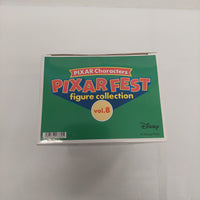 PIXAR Characters
PIXAR FEST
figure collection
vol.8
Disney